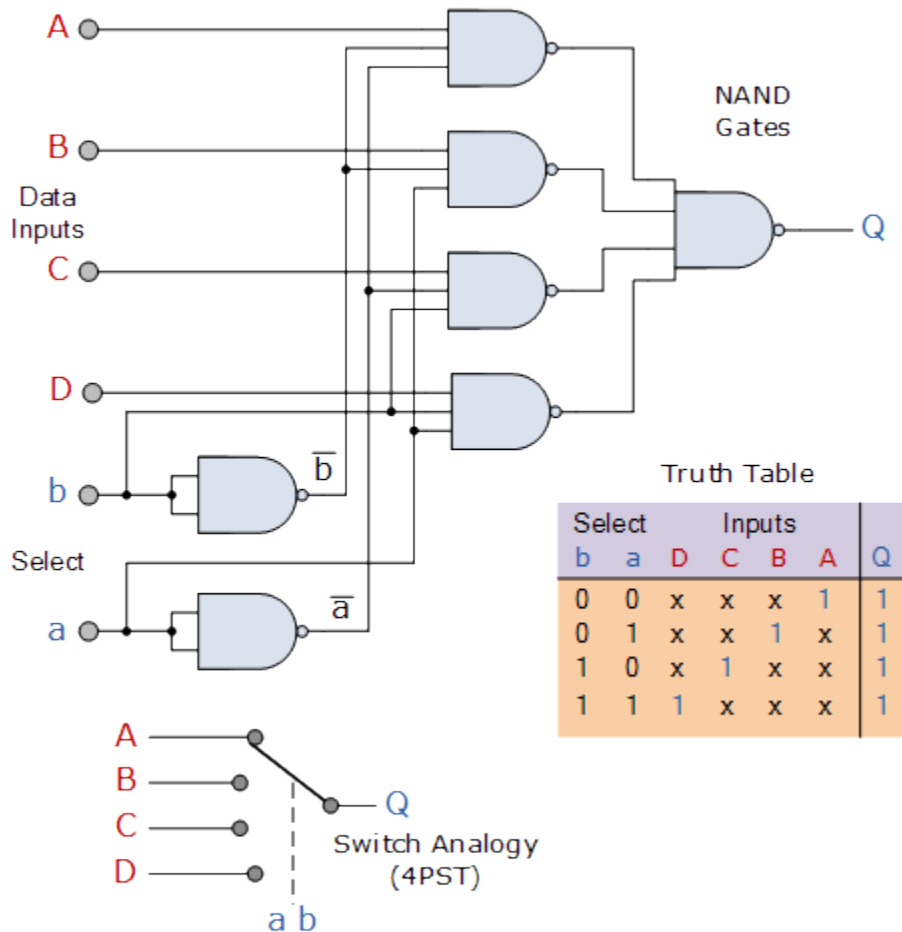 A
NAND
Gates
B
Data
Inputs
Q
C
D
b̅
b
Select
a̅
a
Truth Table
Select Inputs
b a D C B A Q
0 0 x x x 1 1
0 1 x x 1 x 1
1 0 x 1 x x 1
1 1 1 x x x 1
A
B
Q
C
Switch Analogy
D
(4PST)
a b